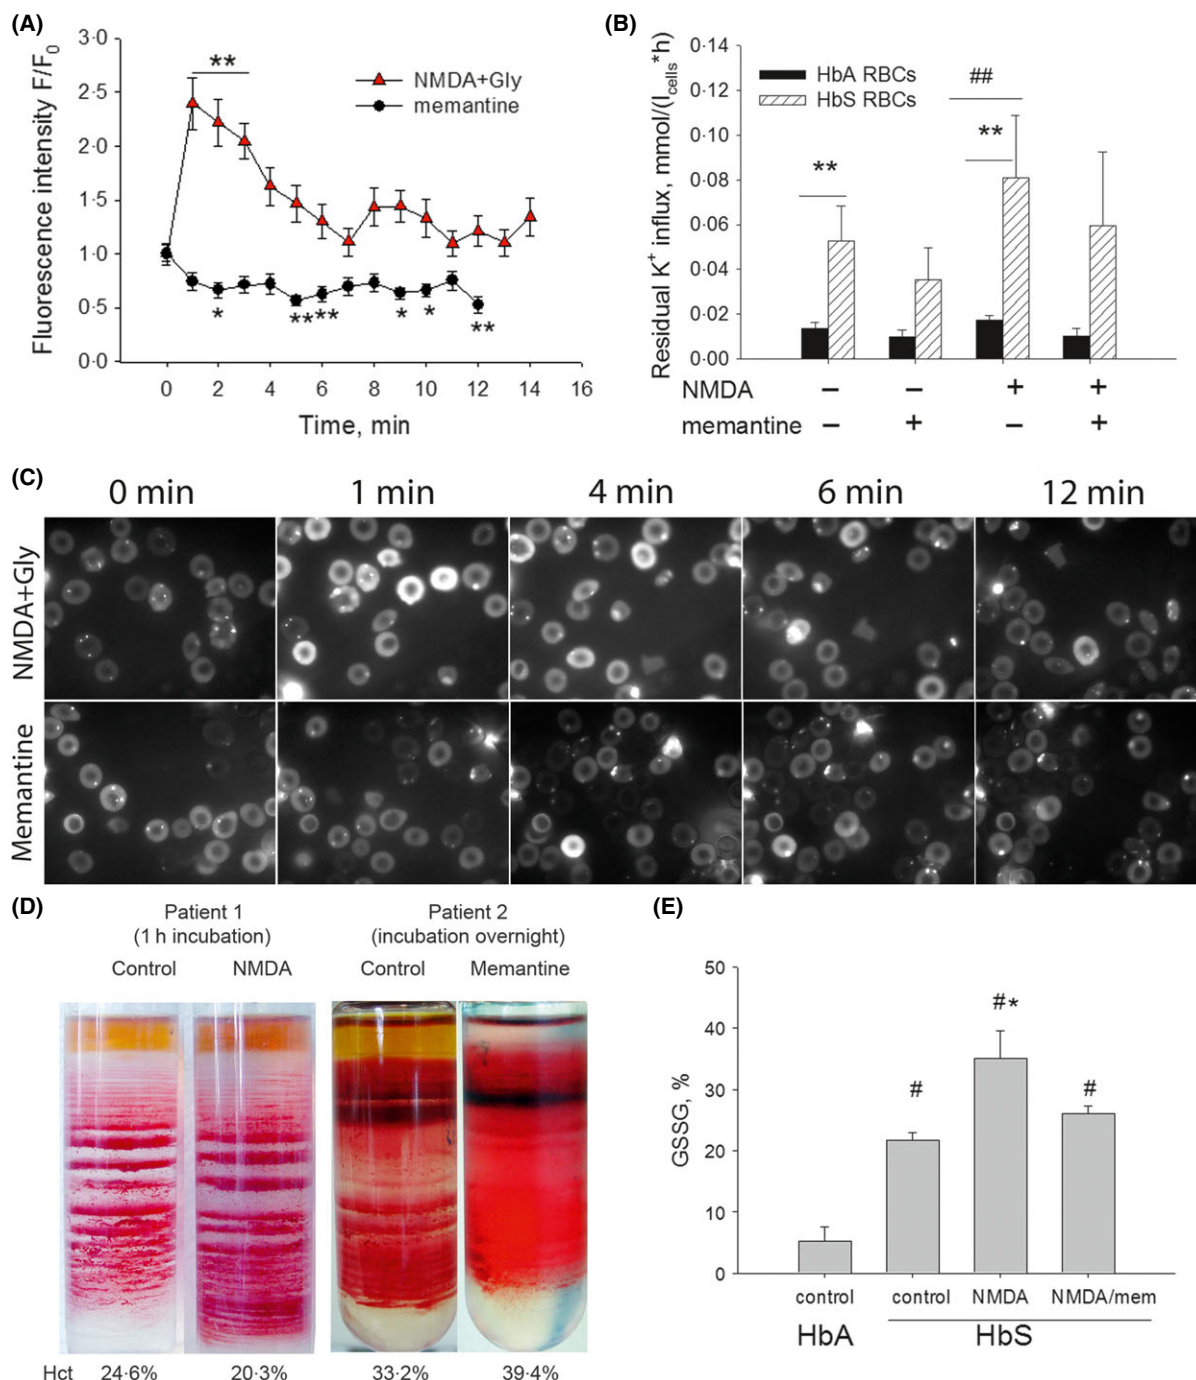 (A)
3·0
2·5
2·0
1·5
1·0
0·5
0·0
Fluorescence intensity F/F0
**
NMDA+Gly
memantine
*
**
**
*
*
**
0 2 4 6 8 10 12 14 16
Time, min
(B)
0·14
0·12
0·10
0·08
0·06
0·04
0·02
0·00
Residual K+ influx, mmol/(lcells*h)
HbA RBCs
HbS RBCs
##
**
**
NMDA – – + +
memantine – + – +
(C)
0 min 1 min 4 min 6 min 12 min
NMDA+Gly
Memantine
(D)
Patient 1
(1 h incubation)
Control NMDA
Patient 2
(incubation overnight)
Control Memantine
Hct 24·6% 20·3% 33·2% 39·4%
(E)
50
40
30
20
10
0
GSSG, %
#
#*
#
control control NMDA NMDA/mem
HbA HbS